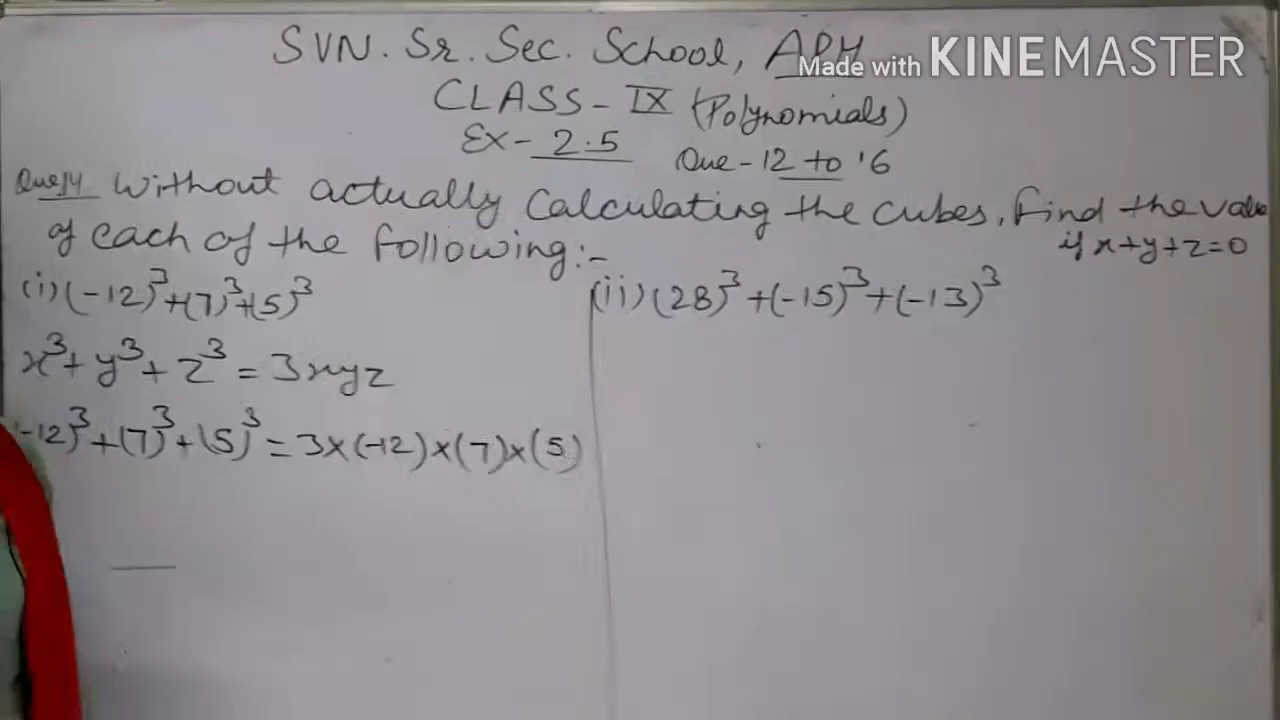 SVN. Sr. Sec. School, APH
Made with KINEMASTER
CLASS - IX (Polynomials)
Ex - 2.5
Que - 12 to '6
Que14 Without actually Calculating the cubes, Find the value
of each of the following:-
if x+y+z=0
(i) (-12)³+(7)³+(5)³
x³+y³+z³ = 3xyz
-12)³+(7)³+(5)³ = 3×(-12)×(7)×(5)
(ii) (28)³+(-15)³+(-13)³